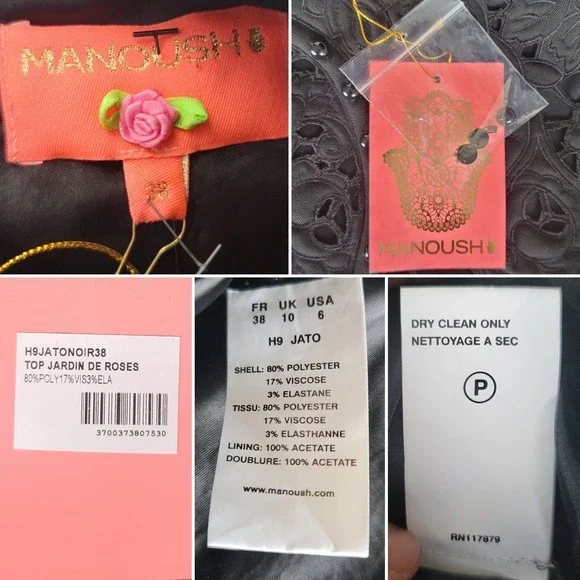 MANOUSH
38
MANOUSH
H9JATONOIR38
TOP JARDIN DE ROSES
80%POLY17%VIS3%ELA
3700373807530
FR UK USA
38 10 6
H9 JATO
SHELL: 80% POLYESTER
17% VISCOSE
3% ELASTANE
TISSU: 80% POLYESTER
17% VISCOSE
3% ELASTHANNE
LINING: 100% ACETATE
DOUBLURE: 100% ACETATE
www.manoush.com
DRY CLEAN ONLY
NETTOYAGE A SEC
P
RN117879